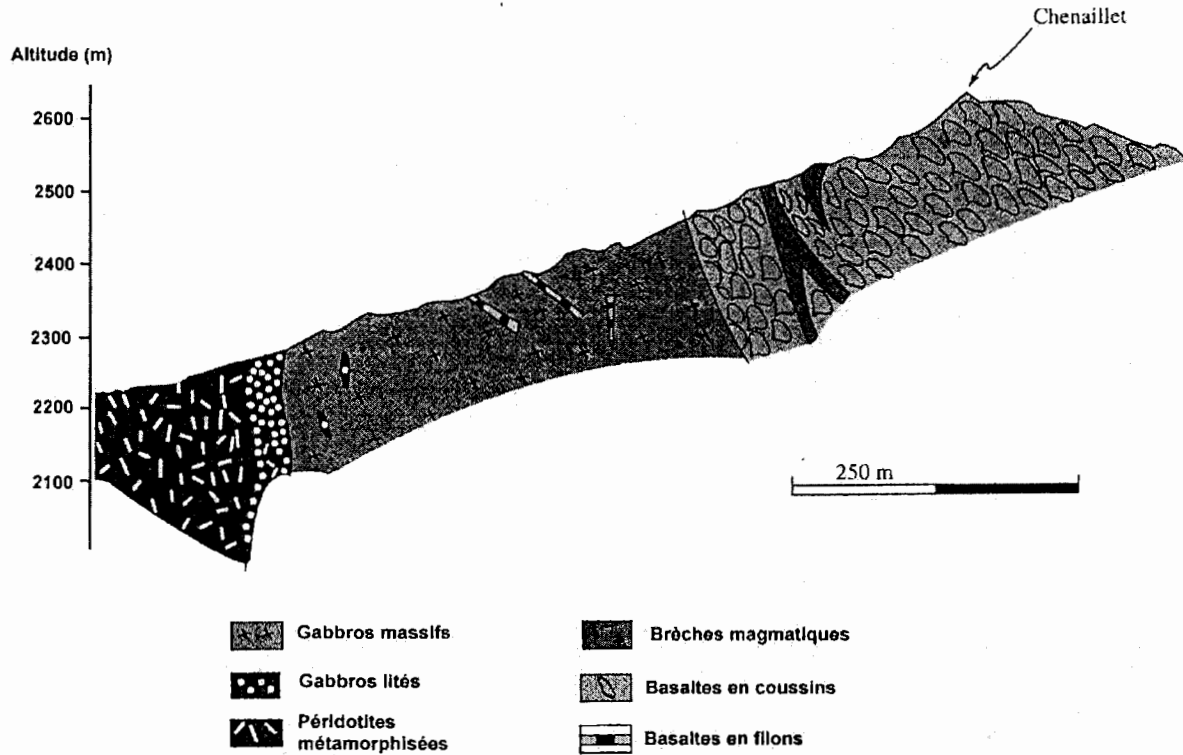 Chenaillet
Altitude (m)
2600
2500
2400
2300
2200
2100
250 m
Gabbros massifs
Gabbros lités
Péridotites
métamorphisées
Brèches magmatiques
Basaltes en coussins
Basaltes en filons